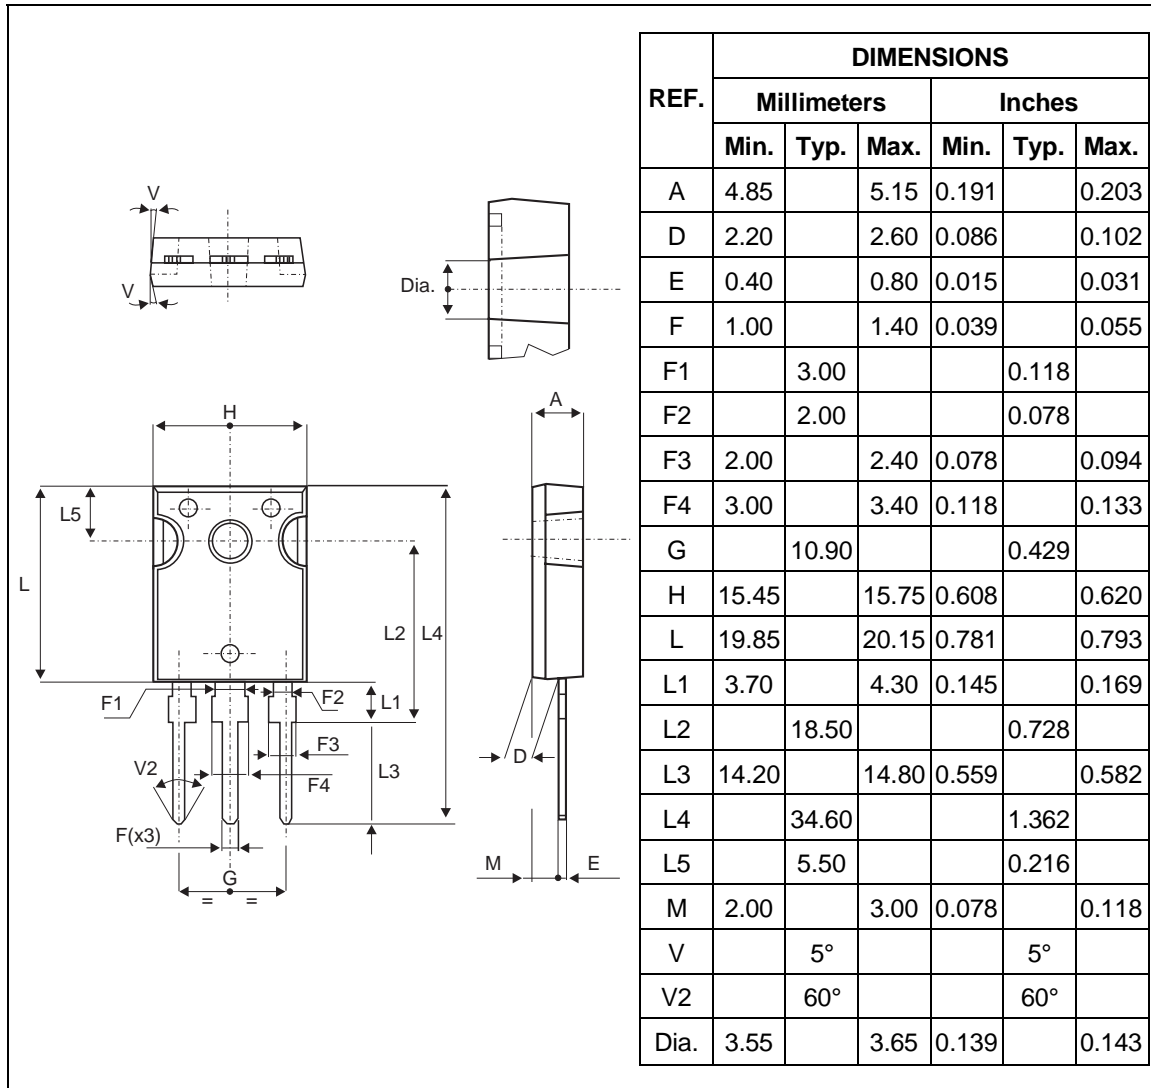 DIMENSIONS
REF. Millimeters Inches
Min. Typ. Max. Min. Typ. Max.
A 4.85 5.15 0.191 0.203
D 2.20 2.60 0.086 0.102
E 0.40 0.80 0.015 0.031
F 1.00 1.40 0.039 0.055
F1 3.00 0.118
F2 2.00 0.078
F3 2.00 2.40 0.078 0.094
F4 3.00 3.40 0.118 0.133
G 10.90 0.429
H 15.45 15.75 0.608 0.620
L 19.85 20.15 0.781 0.793
L1 3.70 4.30 0.145 0.169
L2 18.50 0.728
L3 14.20 14.80 0.559 0.582
L4 34.60 1.362
L5 5.50 0.216
M 2.00 3.00 0.078 0.118
V 5° 5°
V2 60° 60°
Dia. 3.55 3.65 0.139 0.143
V
V
Dia.
H
A
L5
L
L2 L4
F1 F2 L1
F3
V2 F4 L3
D
F(x3)
G
= =
M E